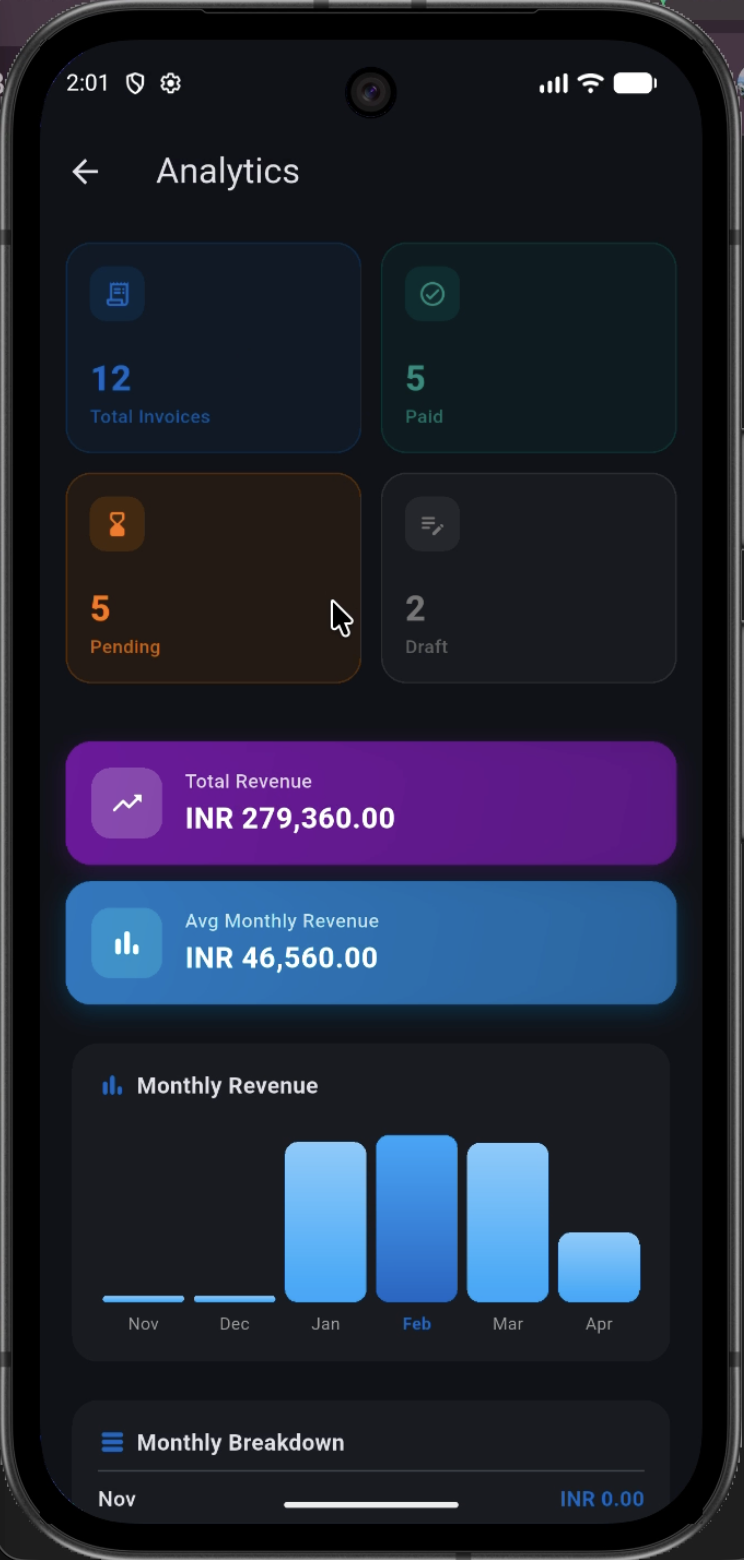 2:01
Analytics
12
Total Invoices
5
Paid
5
Pending
2
Draft
Total Revenue
INR 279,360.00
Avg Monthly Revenue
INR 46,560.00
Monthly Revenue
Nov Dec Jan Feb Mar Apr
Monthly Breakdown
Nov INR 0.00